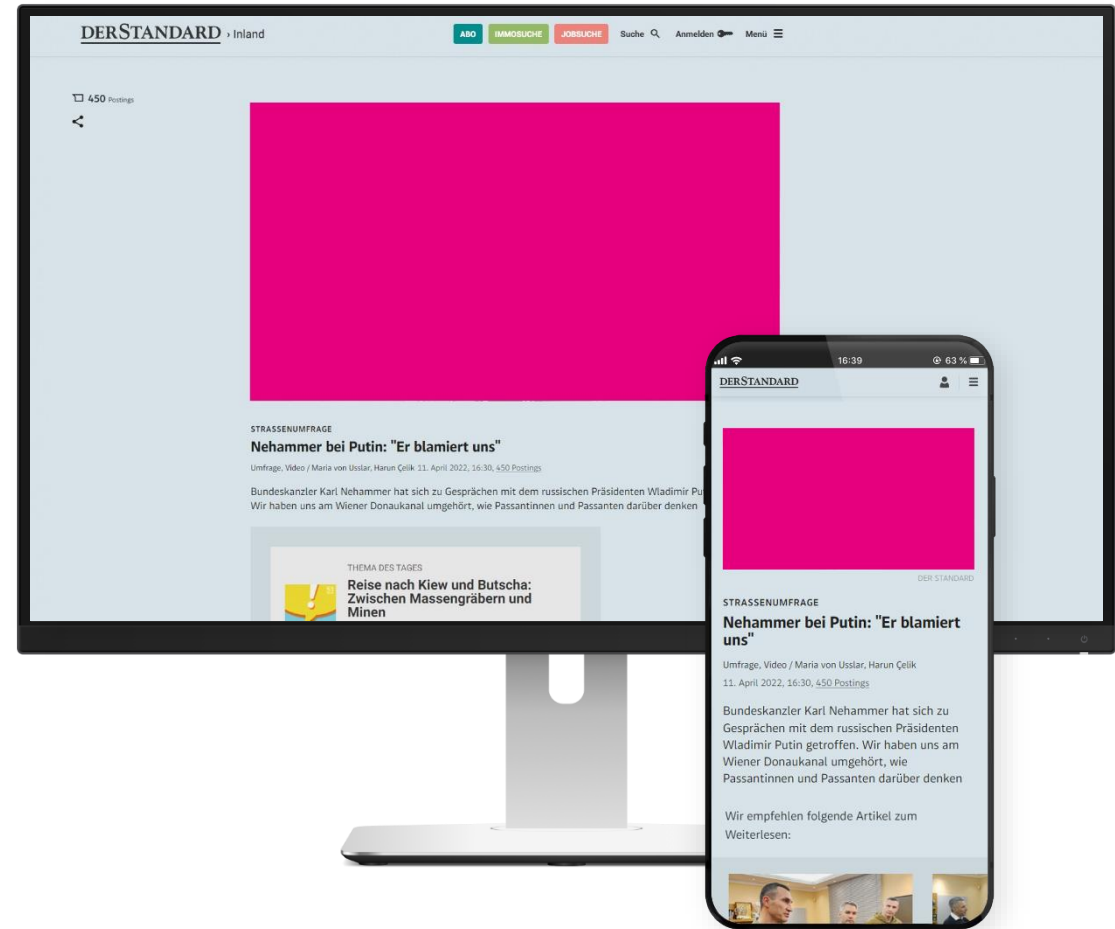 DERSTANDARD › Inland
ABO IMMOSUCHE JOBSUCHE Suche Anmelden Menü
450 Postings
STRASSENUMFRAGE
Nehammer bei Putin: "Er blamiert uns"
Umfrage, Video / Maria von Usslar, Harun Çelik 11. April 2022, 16:30, 450 Postings
Bundeskanzler Karl Nehammer hat sich zu Gesprächen mit dem russischen Präsidenten Wladimir Pu
Wir haben uns am Wiener Donaukanal umgehört, wie Passantinnen und Passanten darüber denken
THEMA DES TAGES
Reise nach Kiew und Butscha:
Zwischen Massengräbern und
Minen
16:39 63 %
DERSTANDARD
DER STANDARD
STRASSENUMFRAGE
Nehammer bei Putin: "Er blamiert
uns"
Umfrage, Video / Maria von Usslar, Harun Çelik
11. April 2022, 16:30, 450 Postings
Bundeskanzler Karl Nehammer hat sich zu
Gesprächen mit dem russischen Präsidenten
Wladimir Putin getroffen. Wir haben uns am
Wiener Donaukanal umgehört, wie
Passantinnen und Passanten darüber denken
Wir empfehlen folgende Artikel zum
Weiterlesen: